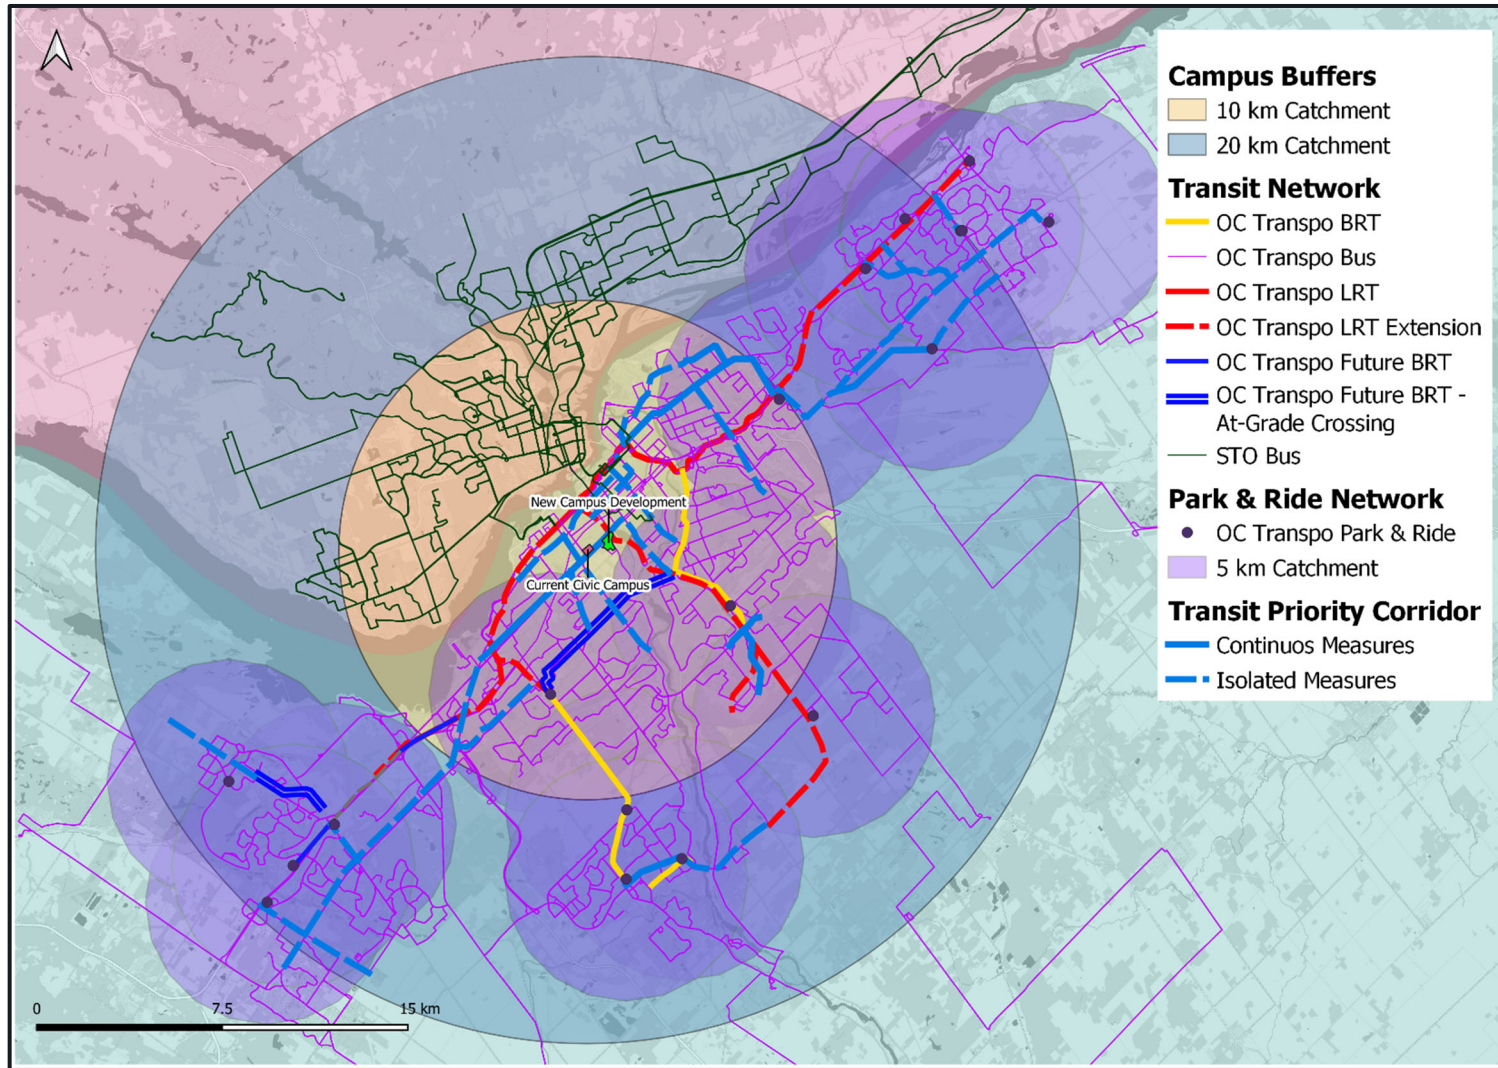 Campus Buffers
10 km Catchment
20 km Catchment
Transit Network
OC Transpo BRT
OC Transpo Bus
OC Transpo LRT
OC Transpo LRT Extension
OC Transpo Future BRT
OC Transpo Future BRT -
At-Grade Crossing
STO Bus
Park & Ride Network
OC Transpo Park & Ride
5 km Catchment
Transit Priority Corridor
Continuos Measures
Isolated Measures
New Campus Development
Current Civic Campus
0 7.5 15 km